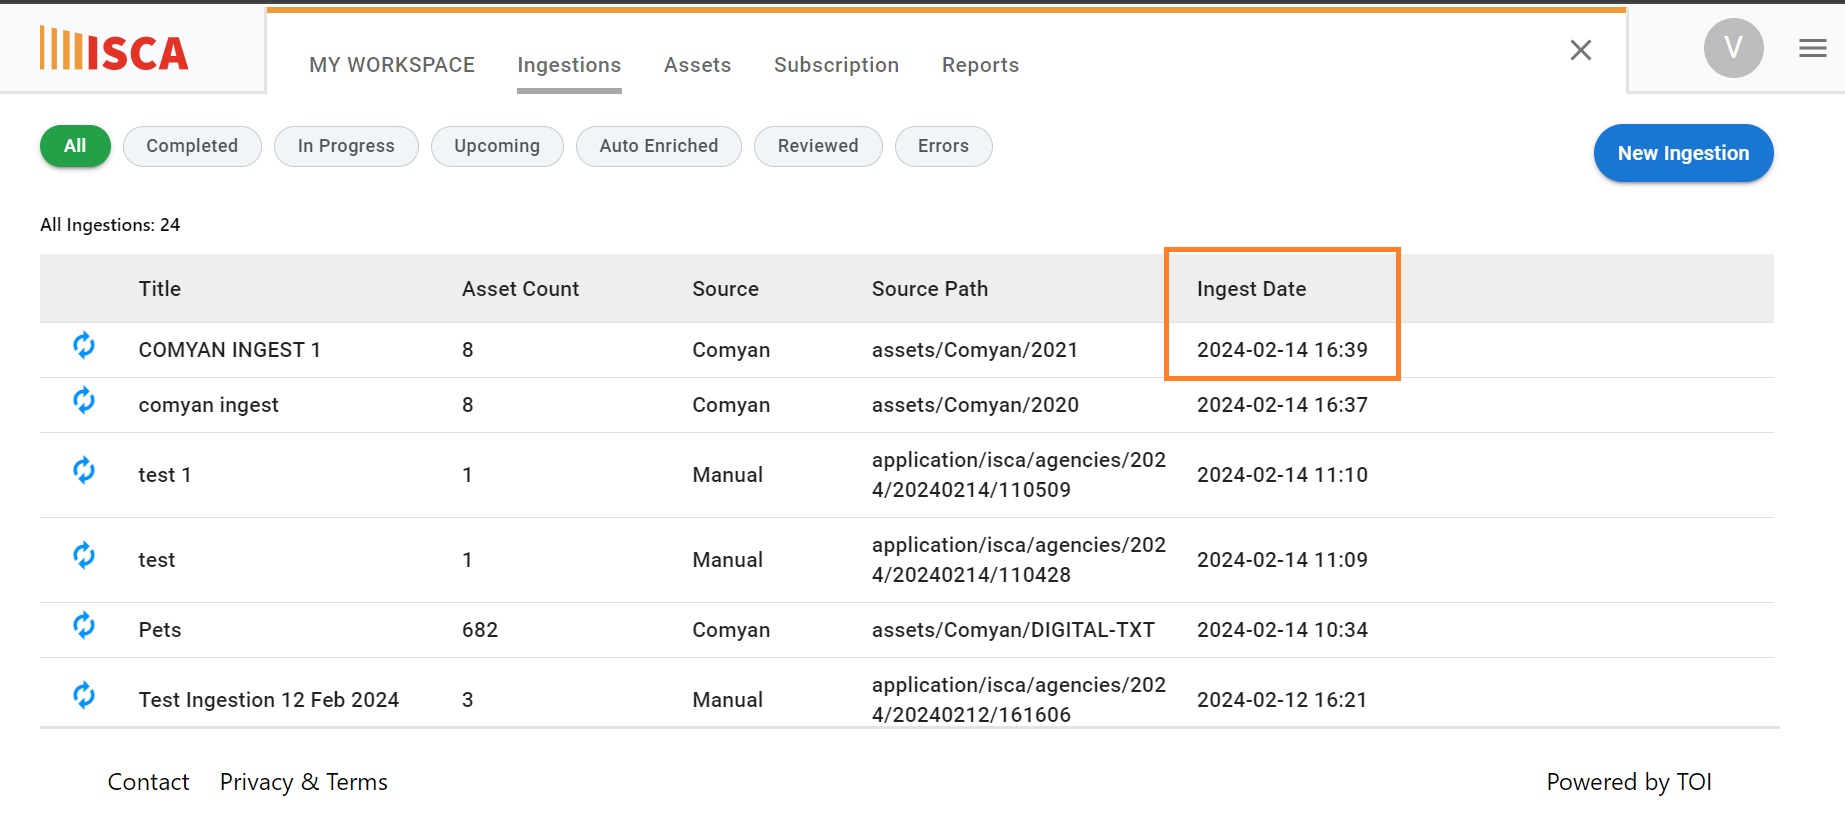 ISCA
MY WORKSPACE Ingestions Assets Subscription Reports
V
All Completed In Progress Upcoming Auto Enriched Reviewed Errors
New Ingestion
All Ingestions: 24
Title Asset Count Source Source Path Ingest Date
COMYAN INGEST 1 8 Comyan assets/Comyan/2021 2024-02-14 16:39
comyan ingest 8 Comyan assets/Comyan/2020 2024-02-14 16:37
test 1 1 Manual application/isca/agencies/202
4/20240214/110509 2024-02-14 11:10
test 1 Manual application/isca/agencies/202
4/20240214/110428 2024-02-14 11:09
Pets 682 Comyan assets/Comyan/DIGITAL-TXT 2024-02-14 10:34
Test Ingestion 12 Feb 2024 3 Manual application/isca/agencies/202
4/20240212/161606 2024-02-12 16:21
Contact Privacy & Terms Powered by TOI